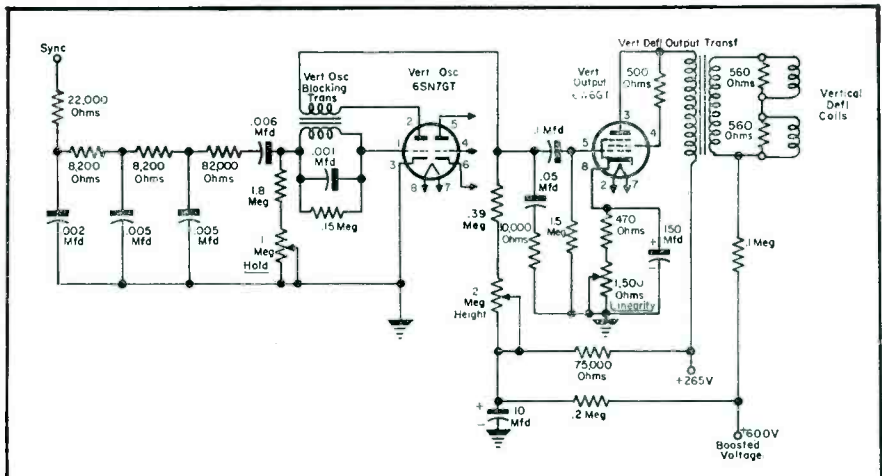 Sync
22,000
Ohms
8,200
Ohms
8,200
Ohms
82,000
Ohms
.006
Mfd
.002
Mfd
.005
Mfd
.005
Mfd
1.8
Meg
1
Meg
Hold
Vert Osc
Blocking
Trans
.001
Mfd
.15 Meg
Vert Osc
6SN7GT
2
5
1
4
3
6
8
7
.39
Meg
2
Meg
Height
.1 Mfd
.05
Mfd
Ohms
1.5
Meg
Vert
Output
Vert Defl Output Transf
500
Ohms
3
4
5
8
2
7
470
Ohms
150
Mfd
+
-
1,500
Ohms
Linearity
560
Ohms
560
Ohms
Vertical
Defl
Coils
.1 Meg
75,000
Ohms
+265V
+
-
10
Mfd
.2 Meg
+600V
Boosted
Voltage